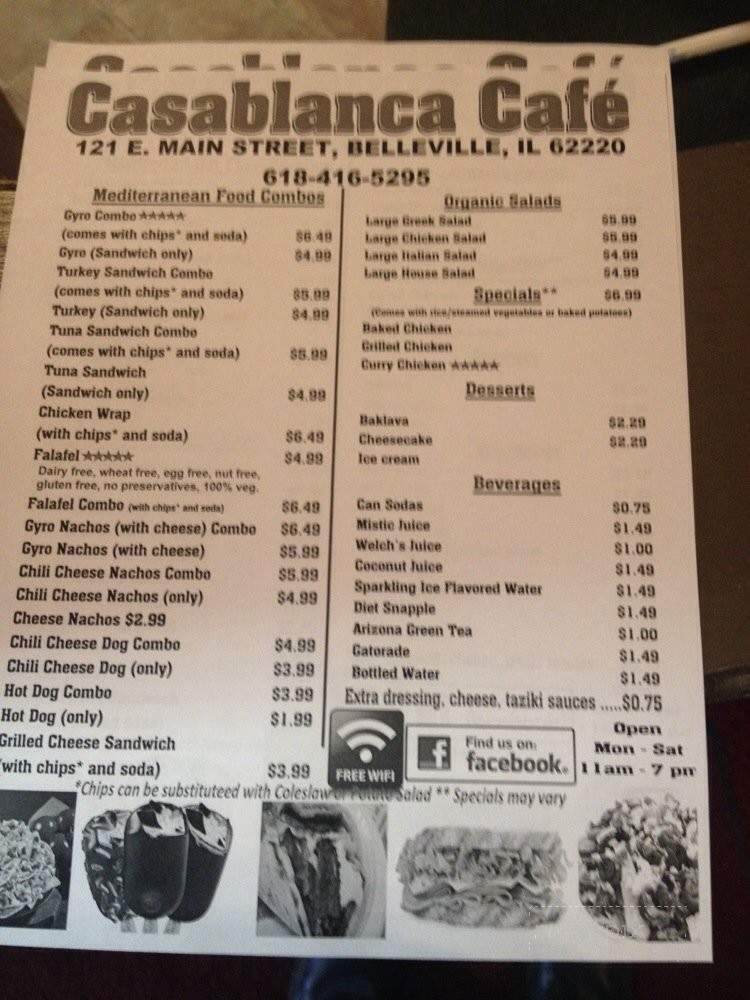 Casablanca Café
Casablanca Café
121 E. MAIN STREET, BELLEVILLE, IL 62220
618-416-5295
Mediterranean Food Combos
Gyro Combo ★★★★★
(comes with chips* and soda) $6.49
Gyro (Sandwich only) $4.99
Turkey Sandwich Combo
(comes with chips* and soda) $5.99
Turkey (Sandwich only) $4.99
Tuna Sandwich Combo
(comes with chips* and soda) $5.99
Tuna Sandwich
(Sandwich only) $4.99
Chicken Wrap
(with chips* and soda) $6.49
Falafel ★★★★★ $4.99
Dairy free, wheat free, egg free, nut free,
gluten free, no preservatives, 100% veg.
Falafel Combo (with chips* and soda) $6.49
Gyro Nachos (with cheese) Combo $6.49
Gyro Nachos (with cheese) $5.99
Chili Cheese Nachos Combo $5.99
Chili Cheese Nachos (only) $4.99
Cheese Nachos $2.99
Chili Cheese Dog Combo $4.99
Chili Cheese Dog (only) $3.99
Hot Dog Combo $3.99
Hot Dog (only) $1.99
Grilled Cheese Sandwich
(with chips* and soda) $3.99
Organic Salads
Large Greek Salad $5.99
Large Chicken Salad $5.99
Large Italian Salad $4.99
Large House Salad $4.99
Specials** $6.99
(Comes with rice/steamed vegetables or baked potatoes)
Baked Chicken
Grilled Chicken
Curry Chicken ★★★★★
Desserts
Baklava $2.29
Cheesecake $2.29
Ice cream
Beverages
Can Sodas $0.75
Mistic Juice $1.49
Welch's Juice $1.00
Coconut Juice $1.49
Sparkling Ice Flavored Water $1.49
Diet Snapple $1.49
Arizona Green Tea $1.00
Gatorade $1.49
Bottled Water $1.49
Extra dressing, cheese, taziki sauces .....$0.75
FREE WIFI
f Find us on:
facebook®
Open
Mon - Sat
11am - 7 pm
*Chips can be substituteed with Coleslaw or Potato Salad ** Specials may vary